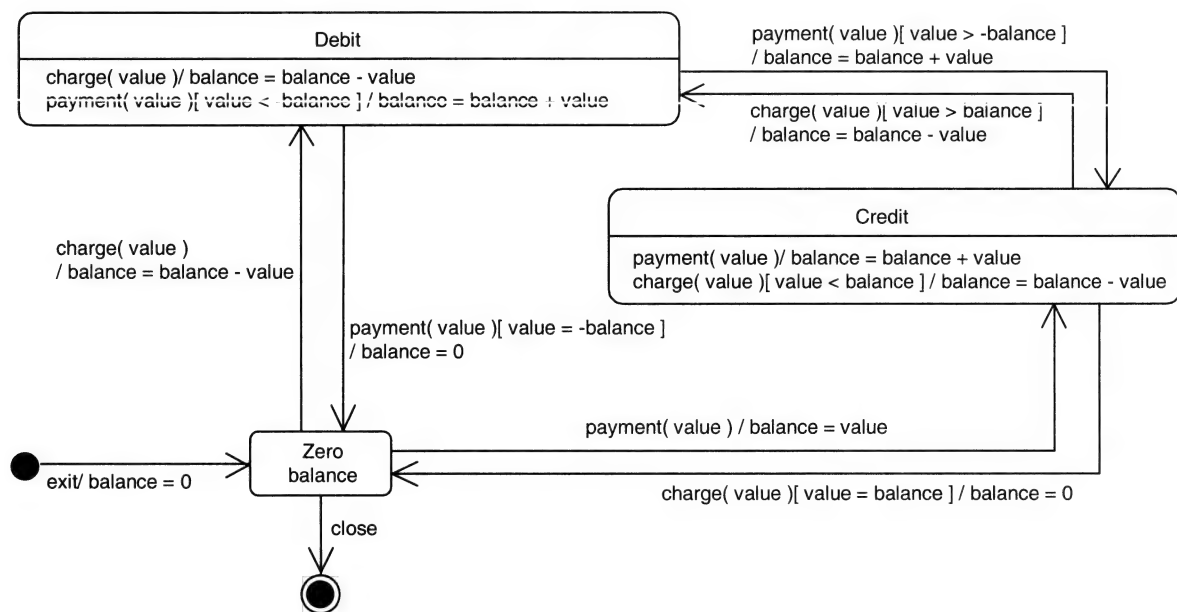 Debit
charge( value )/ balance = balance - value
payment( value )[ value < -balance ] / balance = balance + value
payment( value )[ value > -balance ]
/ balance = balance + value
charge( value )[ value > balance ]
/ balance = balance - value
Credit
payment( value )/ balance = balance + value
charge( value )[ value < balance ] / balance = balance - value
charge( value )
/ balance = balance - value
payment( value )[ value = -balance ]
/ balance = 0
payment( value ) / balance = value
Zero
balance
exit/ balance = 0
charge( value )[ value = balance ] / balance = 0
close